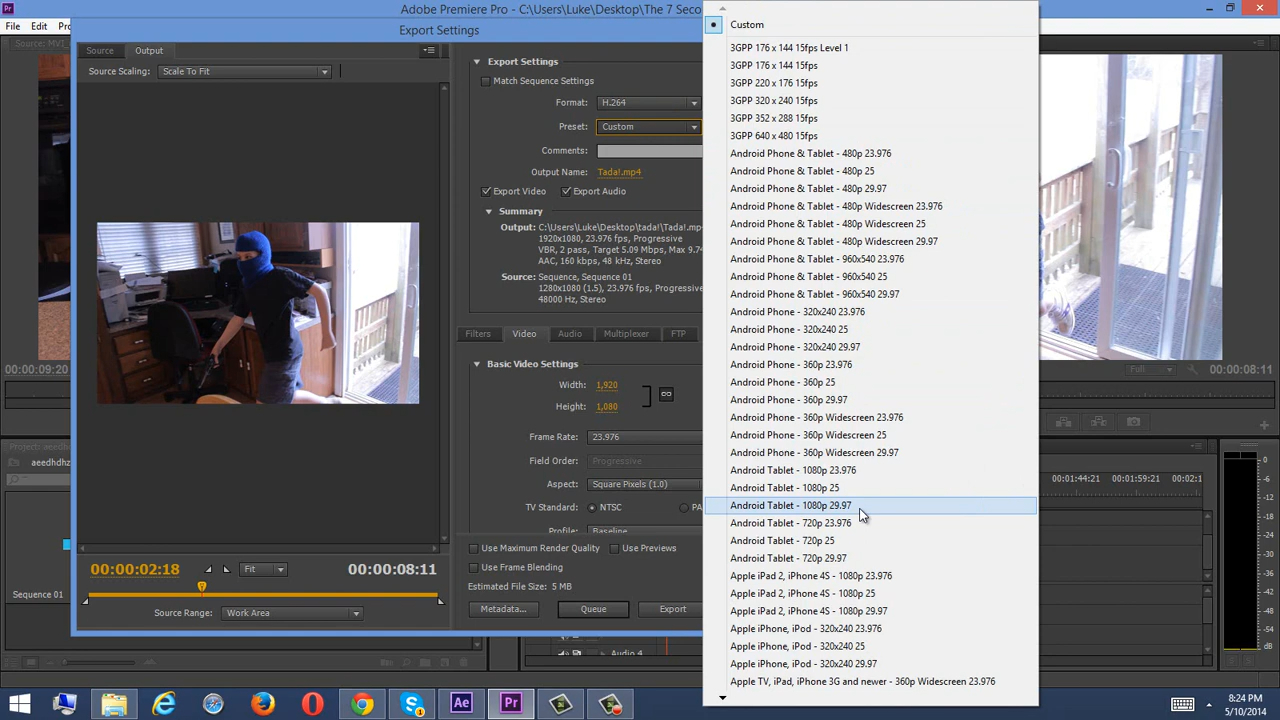 Adobe Premiere Pro - C:\Users\Luke\Desktop\The 7 Seco
File Edit Pr
Export Settings
Source: MVI_
Source Output
Source Scaling: Scale To Fit
Export Settings
Match Sequence Settings
Format: H.264
Preset: Custom
Comments:
Output Name: Tada!.mp4
Export Video Export Audio
Summary
Output: C:\Users\Luke\Desktop\tada!\Tada!.mp
1920x1080, 23.976 fps, Progressive
VBR, 2 pass, Target 5.09 Mbps, Max 9.74
AAC, 160 kbps, 48 kHz, Stereo
Source: Sequence, Sequence 01
1280x1080 (1.5), 23.976 fps, Progressive
48000 Hz, Stereo
Filters Video Audio Multiplexer FTP
Basic Video Settings
Width: 1,920
Height: 1,080
Frame Rate: 23.976
Field Order: Progressive
Aspect: Square Pixels (1.0)
TV Standard: NTSC PA
Profile: Baseline
Use Maximum Render Quality Use Previews
Use Frame Blending
Estimated File Size: 5 MB
Metadata... Queue Export
00:00:02:18 Fit 00:00:08:11
Source Range: Work Area
Custom
3GPP 176 x 144 15fps Level 1
3GPP 176 x 144 15fps
3GPP 220 x 176 15fps
3GPP 320 x 240 15fps
3GPP 352 x 288 15fps
3GPP 640 x 480 15fps
Android Phone & Tablet - 480p 23.976
Android Phone & Tablet - 480p 25
Android Phone & Tablet - 480p 29.97
Android Phone & Tablet - 480p Widescreen 23.976
Android Phone & Tablet - 480p Widescreen 25
Android Phone & Tablet - 480p Widescreen 29.97
Android Phone & Tablet - 960x540 23.976
Android Phone & Tablet - 960x540 25
Android Phone & Tablet - 960x540 29.97
Android Phone - 320x240 23.976
Android Phone - 320x240 25
Android Phone - 320x240 29.97
Android Phone - 360p 23.976
Android Phone - 360p 25
Android Phone - 360p 29.97
Android Phone - 360p Widescreen 23.976
Android Phone - 360p Widescreen 25
Android Phone - 360p Widescreen 29.97
Android Tablet - 1080p 23.976
Android Tablet - 1080p 25
Android Tablet - 1080p 29.97
Android Tablet - 720p 23.976
Android Tablet - 720p 25
Android Tablet - 720p 29.97
Apple iPad 2, iPhone 4S - 1080p 23.976
Apple iPad 2, iPhone 4S - 1080p 25
Apple iPad 2, iPhone 4S - 1080p 29.97
Apple iPhone, iPod - 320x240 23.976
Apple iPhone, iPod - 320x240 25
Apple iPhone, iPod - 320x240 29.97
Apple TV, iPad, iPhone 3G and newer - 360p Widescreen 23.976
00:00:09:20
Full 00:00:08:11
Project: aeedhdhz
aeedhdhz
Sequence 01
00:01:44:21 00:01:59:21 00:02:1
Audio 4
0
-6
dB
8:24 PM
5/10/2014